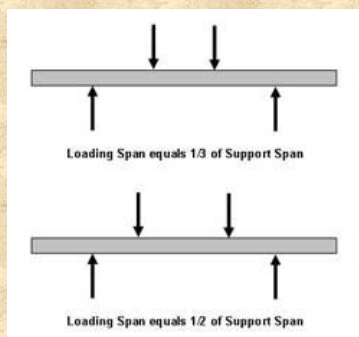 Loading Span equals 1/3 of Support Span
Loading Span equals 1/2 of Support Span